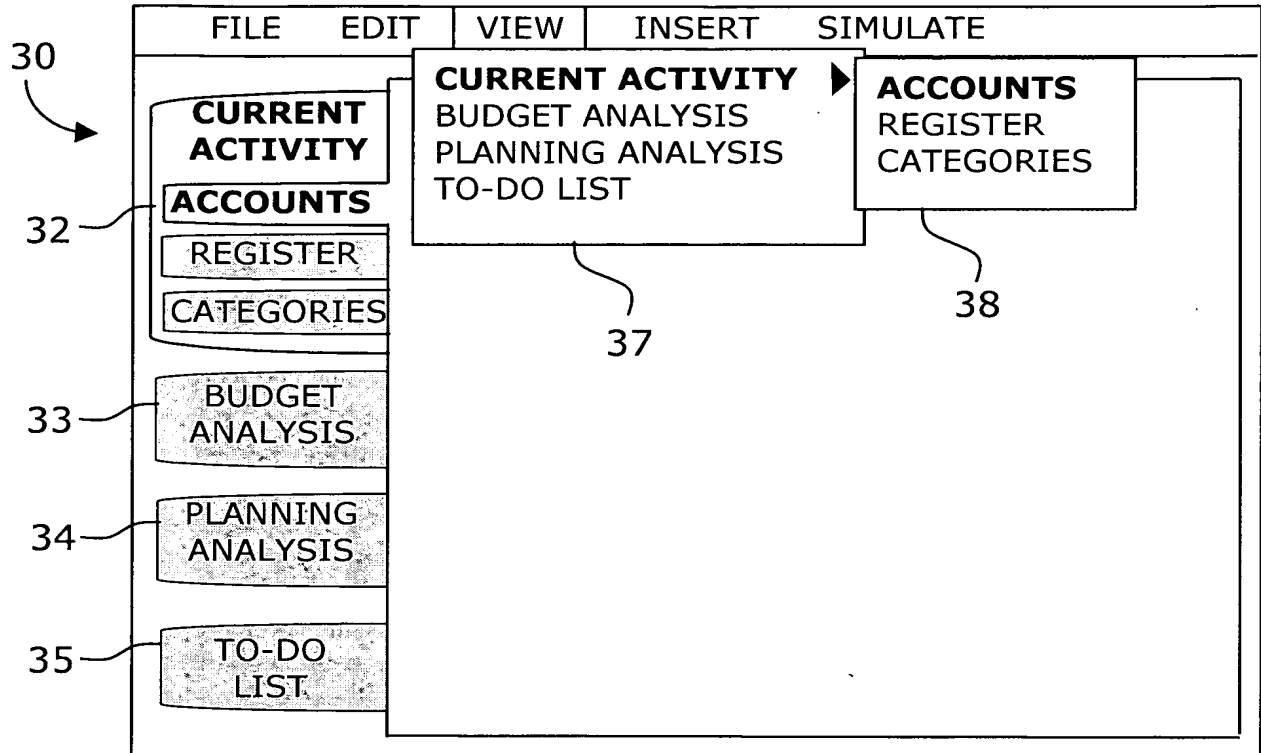 FILE EDIT VIEW INSERT SIMULATE
30
CURRENT
ACTIVITY
32
ACCOUNTS
REGISTER
CATEGORIES
33
BUDGET
ANALYSIS
34
PLANNING
ANALYSIS
35
TO-DO
LIST
CURRENT ACTIVITY
BUDGET ANALYSIS
PLANNING ANALYSIS
TO-DO LIST
37
ACCOUNTS
REGISTER
CATEGORIES
38